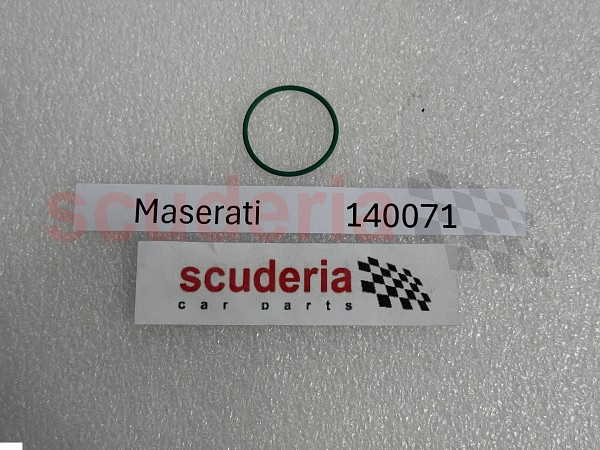 Maserati 140071
scuderia
scuderia
car parts